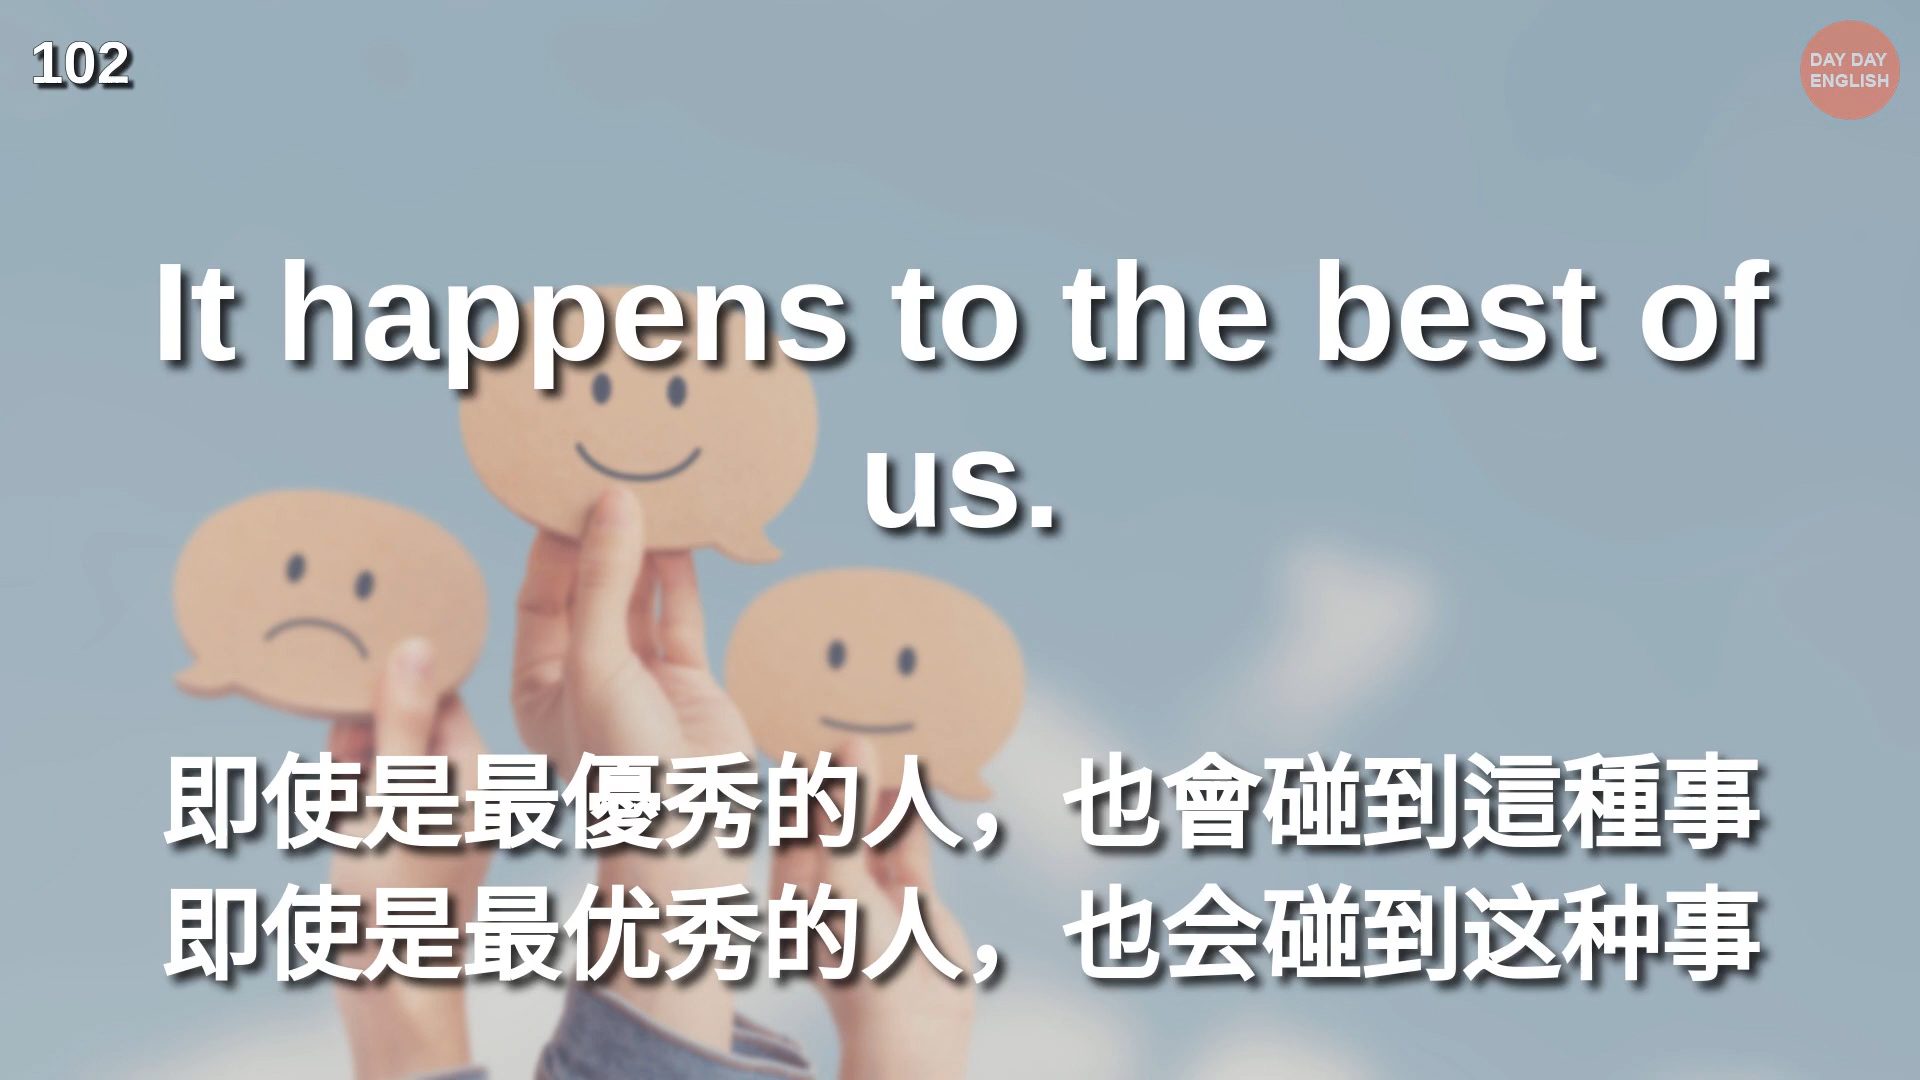 102
DAY DAY
ENGLISH
It happens to the best of
us.
即使是最優秀的人，也會碰到這種事
即使是最优秀的人，也会碰到这种事